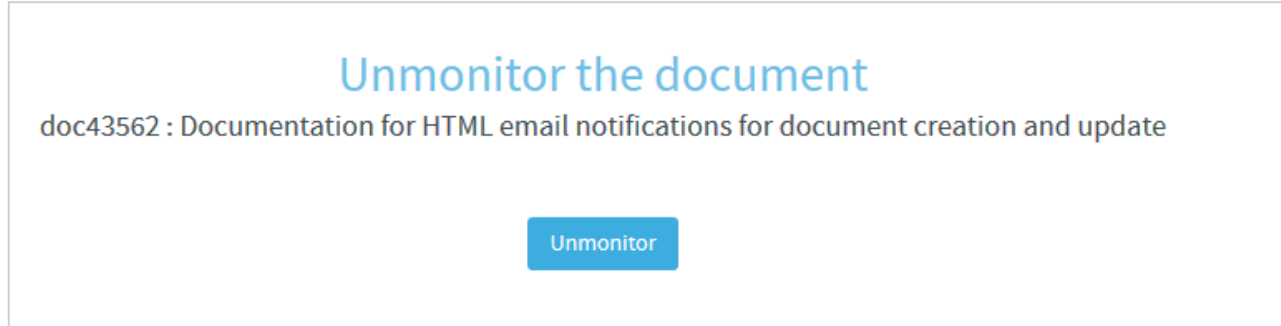 Unmonitor the document
doc43562 : Documentation for HTML email notifications for document creation and update
Unmonitor